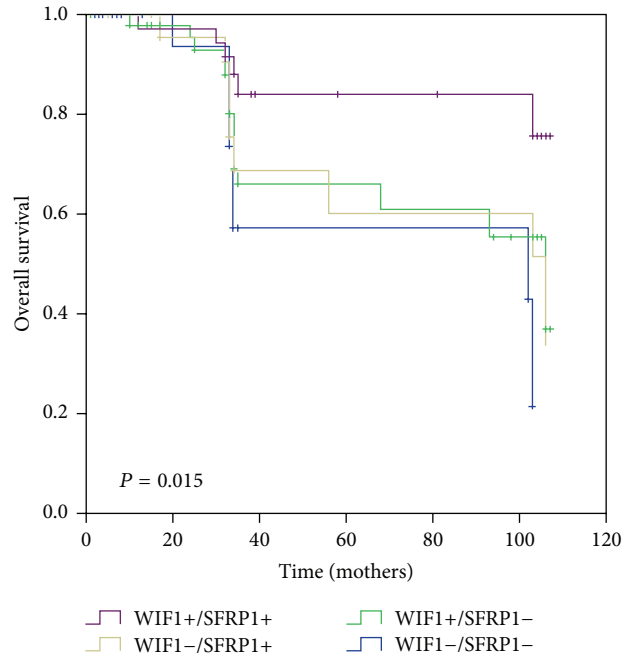 1.0
0.8
0.6
0.4
0.2
0.0
Overall survival
P = 0.015
0 20 40 60 80 100 120
Time (mothers)
WIF1+/SFRP1+ WIF1+/SFRP1−
WIF1−/SFRP1+ WIF1−/SFRP1−